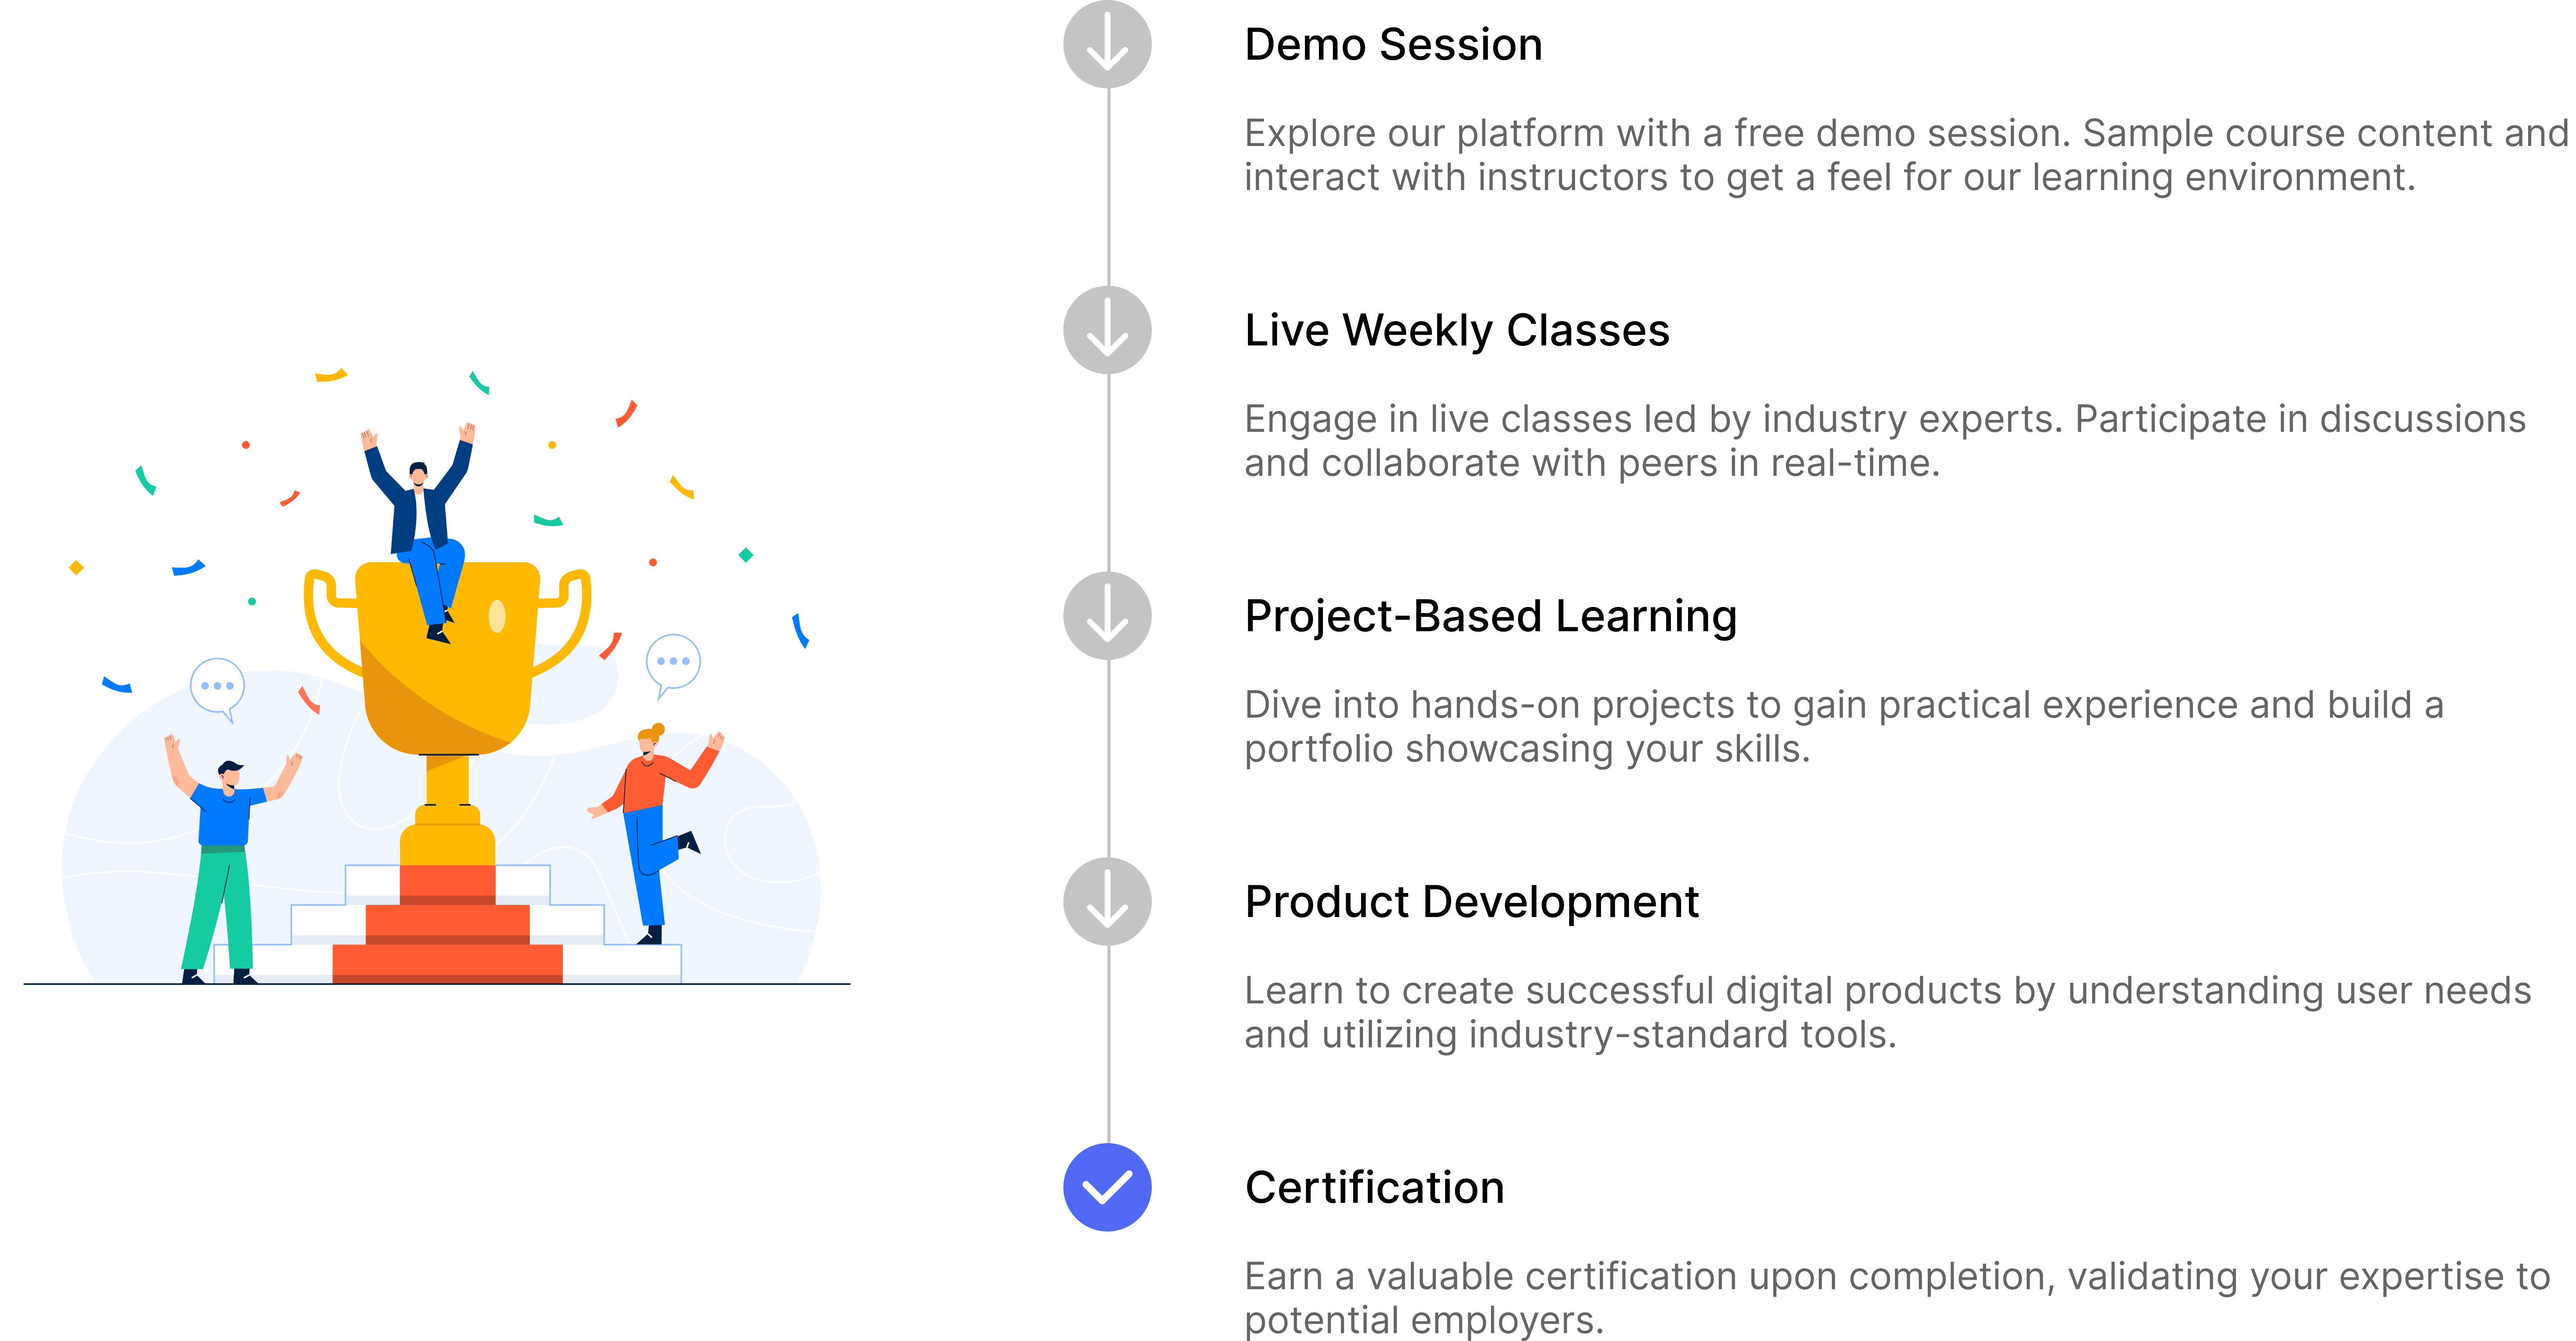 Demo Session
Explore our platform with a free demo session. Sample course content and
interact with instructors to get a feel for our learning environment.
Live Weekly Classes
Engage in live classes led by industry experts. Participate in discussions
and collaborate with peers in real-time.
Project-Based Learning
Dive into hands-on projects to gain practical experience and build a
portfolio showcasing your skills.
Product Development
Learn to create successful digital products by understanding user needs
and utilizing industry-standard tools.
Certification
Earn a valuable certification upon completion, validating your expertise to
potential employers.